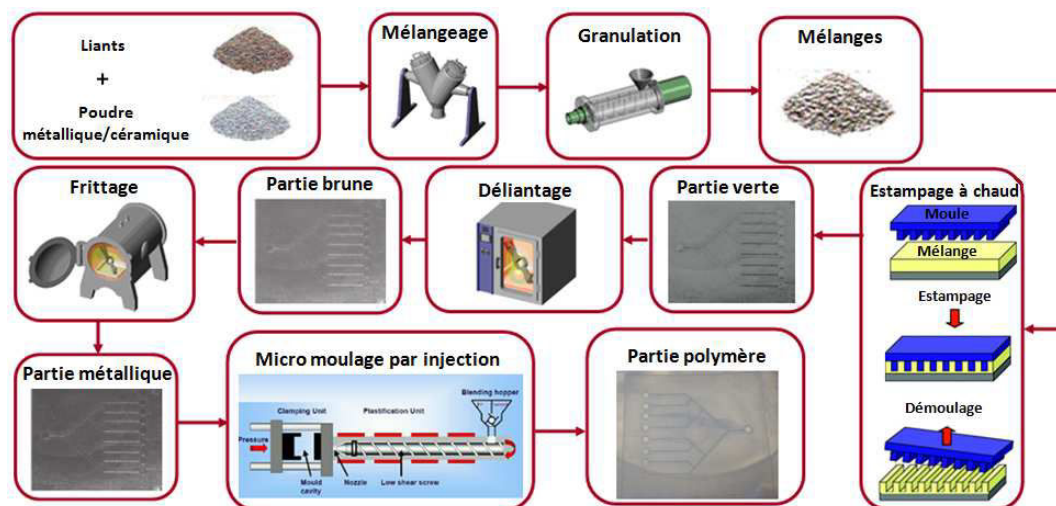 Liants
+
Poudre
métallique/céramique
Mélangeage
Granulation
Mélanges
Estampage à chaud
Moule
Mélange
Estampage
Démoulage
Partie verte
Déliantage
Partie brune
Frittage
Partie métallique
Micro moulage par injection
Blending hopper
Clamping Unit
Plastification Unit
Pressure
Mould
cavity
Nozzle
Low shear screw
Partie polymère